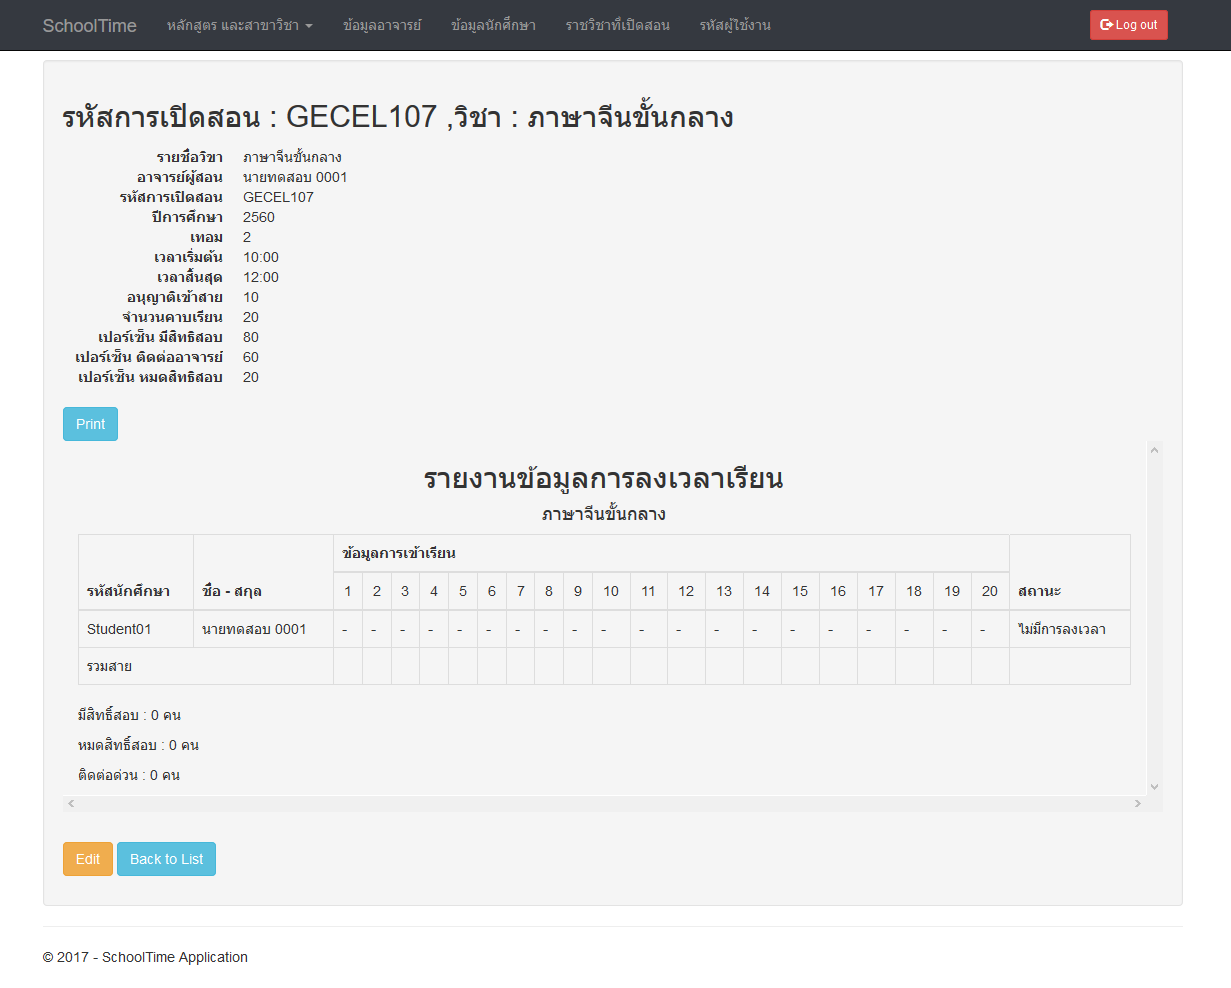 SchoolTime หลักสูตร และสาขาวิชา ข้อมูลอาจารย์ ข้อมูลนักศึกษา ราชวิชาที่เปิดสอน รหัสผู้ใช้งาน Log out
รหัสการเปิดสอน : GECEL107 ,วิชา : ภาษาจีนขั้นกลาง
รายชื่อวิขา ภาษาจีนขั้นกลาง
อาจารย์ผู้สอน นายทดสอบ 0001
รหัสการเปิดสอน GECEL107
ปีการศึกษา 2560
เทอม 2
เวลาเริ่มต้น 10:00
เวลาสิ้นสุด 12:00
อนุญาติเข้าสาย 10
จำนวนคาบเรียน 20
เปอร์เซ็น มีสิทธิสอบ 80
เปอร์เซ็น ติดต่ออาจารย์ 60
เปอร์เซ็น หมดสิทธิสอบ 20
Print
รายงานข้อมูลการลงเวลาเรียน
ภาษาจีนขั้นกลาง
ข้อมูลการเข้าเรียน
รหัสนักศึกษา ชื่อ - สกุล 1 2 3 4 5 6 7 8 9 10 11 12 13 14 15 16 17 18 19 20 สถานะ
Student01 นายทดสอบ 0001 - - - - - - - - - - - - - - - - - - - - ไม่มีการลงเวลา
รวมสาย
มีสิทธิ์สอบ : 0 คน
หมดสิทธิ์สอบ : 0 คน
ติดต่อด่วน : 0 คน
Edit Back to List
© 2017 - SchoolTime Application